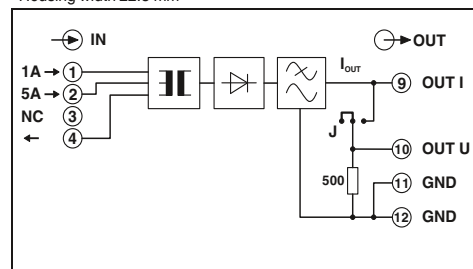 Housing width 22.5 mm
IN
OUT
1A → 1
5A → 2
NC 3
← 4
IOUT
9 OUT I
J
10 OUT U
500
11 GND
12 GND